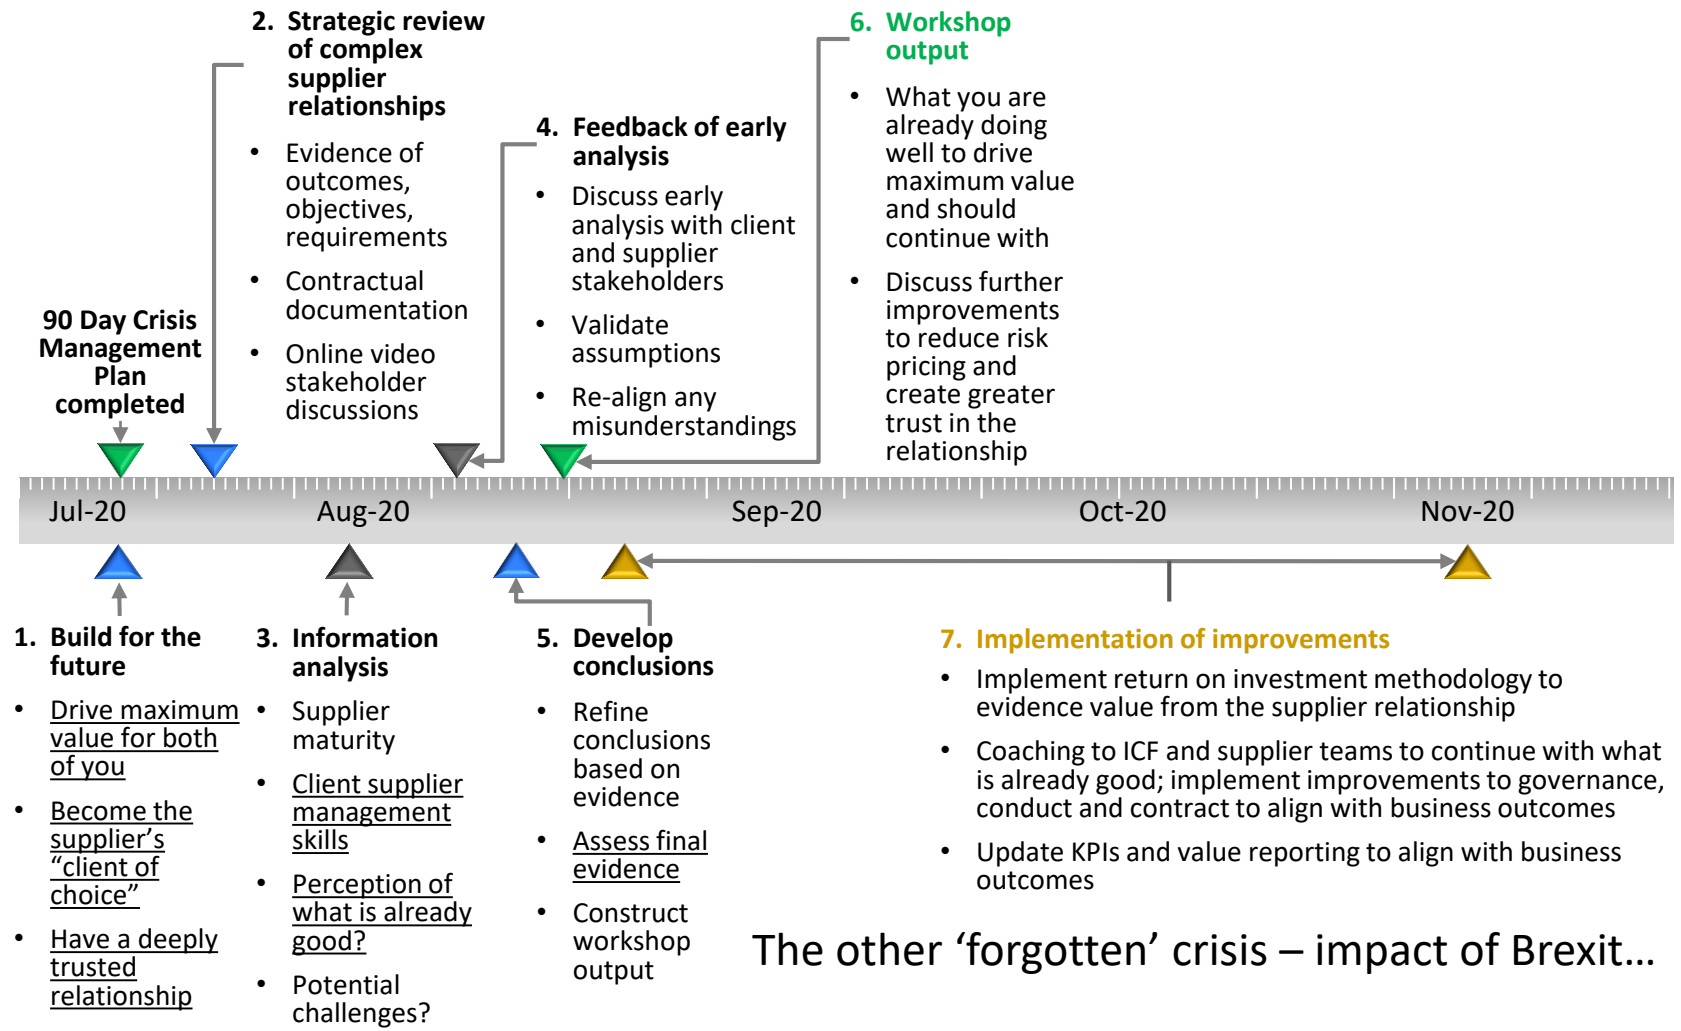 90 Day Crisis
Management
Plan
completed
2. Strategic review
of complex
supplier
relationships
• Evidence of
outcomes,
objectives,
requirements
• Contractual
documentation
• Online video
stakeholder
discussions
4. Feedback of early
analysis
• Discuss early
analysis with client
and supplier
stakeholders
• Validate
assumptions
• Re-align any
misunderstandings
6. Workshop
output
• What you are
already doing
well to drive
maximum value
and should
continue with
• Discuss further
improvements
to reduce risk
pricing and
create greater
trust in the
relationship
Jul-20
Aug-20
Sep-20
Oct-20
Nov-20
1. Build for the
future
• Drive maximum
value for both
of you
• Become the
supplier’s
“client of
choice”
• Have a deeply
trusted
relationship
3. Information
analysis
• Supplier
maturity
• Client supplier
management
skills
• Perception of
what is already
good?
• Potential
challenges?
5. Develop
conclusions
• Refine
conclusions
based on
evidence
• Assess final
evidence
• Construct
workshop
output
7. Implementation of improvements
• Implement return on investment methodology to
evidence value from the supplier relationship
• Coaching to ICF and supplier teams to continue with what
is already good; implement improvements to governance,
conduct and contract to align with business outcomes
• Update KPIs and value reporting to align with business
outcomes
The other ‘forgotten’ crisis – impact of Brexit...